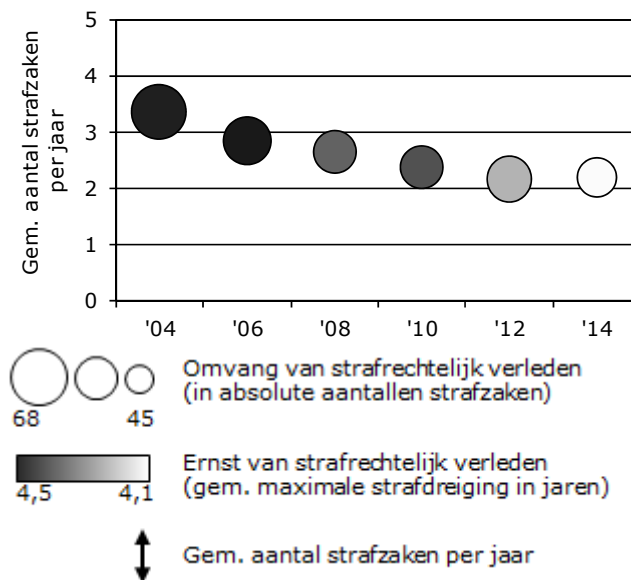 Gem. aantal strafzaken
per jaar
5
4
3
2
1
0
'04 '06 '08 '10 '12 '14
Omvang van strafrechtelijk verleden
(in absolute aantallen strafzaken)
68 45
Ernst van strafrechtelijk verleden
(gem. maximale strafdreiging in jaren)
4,5 4,1
Gem. aantal strafzaken per jaar